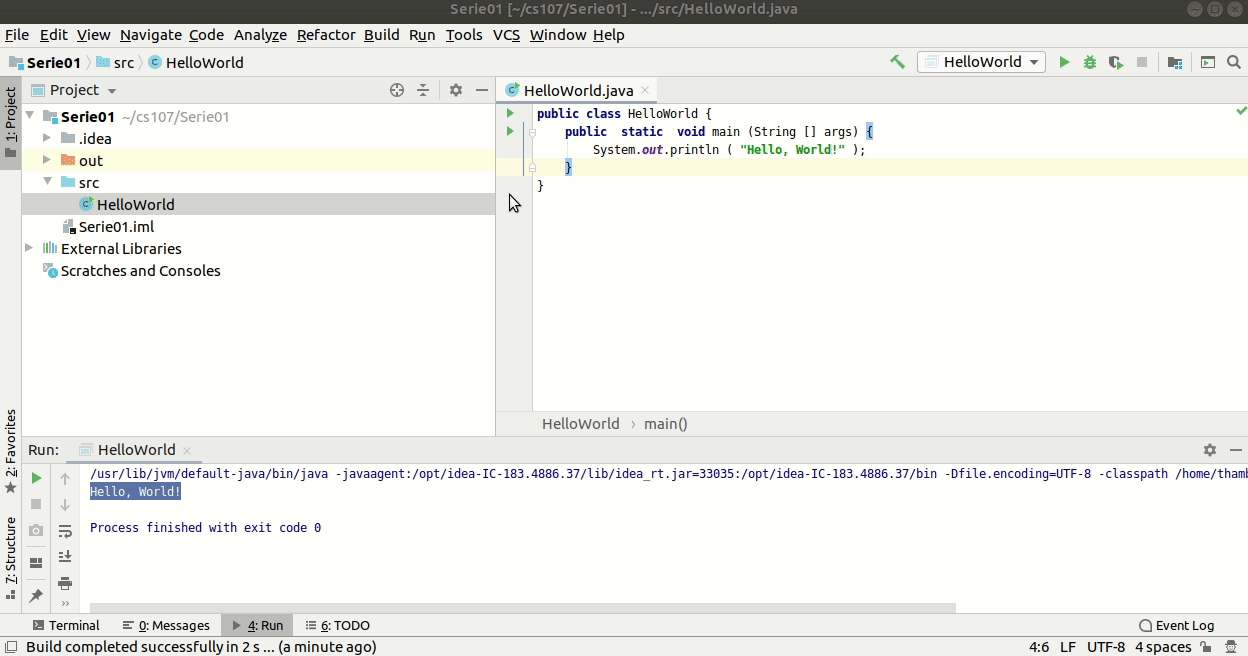 Serie01 [~/cs107/Serie01] - .../src/HelloWorld.java
File Edit View Navigate Code Analyze Refactor Build Run Tools VCS Window Help
Serie01 src HelloWorld
HelloWorld
1: Project
Project
HelloWorld.java
Serie01 ~/cs107/Serie01
.idea
out
src
HelloWorld
Serie01.iml
External Libraries
Scratches and Consoles
public class HelloWorld {
public static void main (String [] args) {
System.out.println ( "Hello, World!" );
}
}
HelloWorld › main()
2: Favorites
7: Structure
Run: HelloWorld
/usr/lib/jvm/default-java/bin/java -javaagent:/opt/idea-IC-183.4886.37/lib/idea_rt.jar=33035:/opt/idea-IC-183.4886.37/bin -Dfile.encoding=UTF-8 -classpath /home/thamb
Hello, World!
Process finished with exit code 0
Terminal 0: Messages 4: Run 6: TODO Event Log
Build completed successfully in 2 s ... (a minute ago) 4:6 LF UTF-8 4 spaces